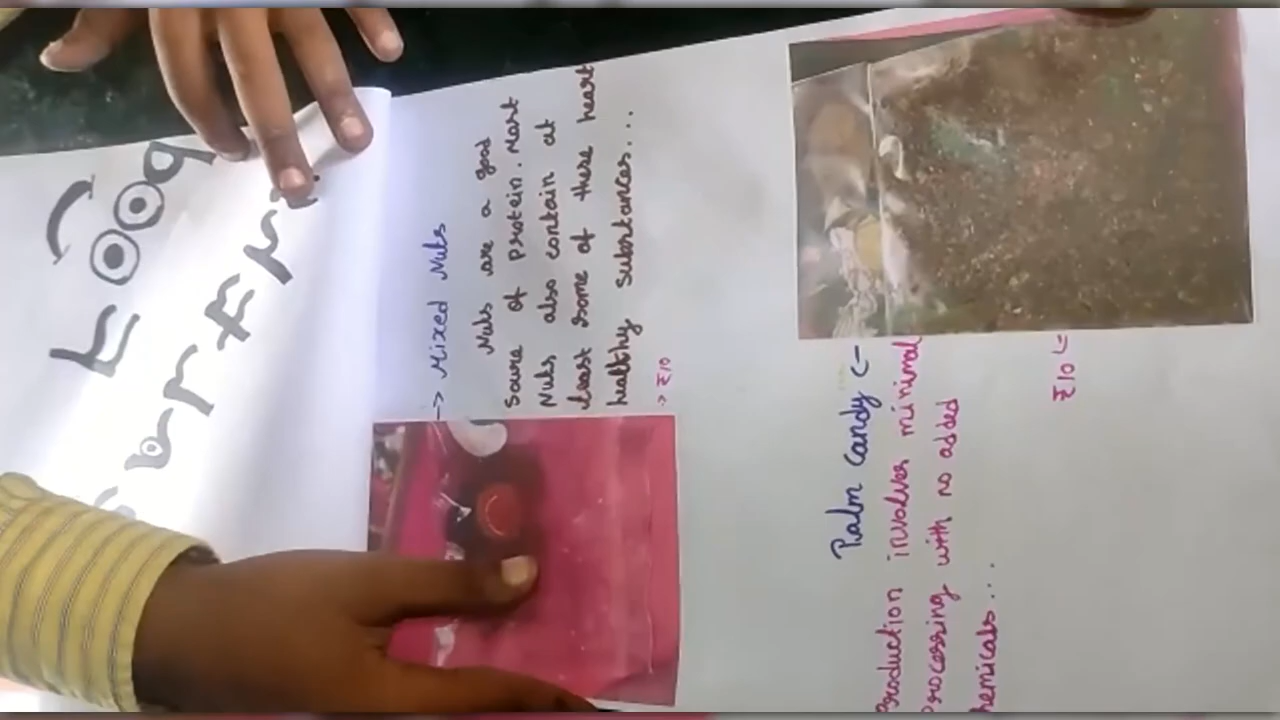 -> Mixed Nuts
Nuts are a good
Source of Protein. Most
Nuts also contain at
least some of these heart
healthy substances...
-> ₹10
Palm Candy <-
Production involves minimal
Processing with no added
hemicals...
₹10 <-